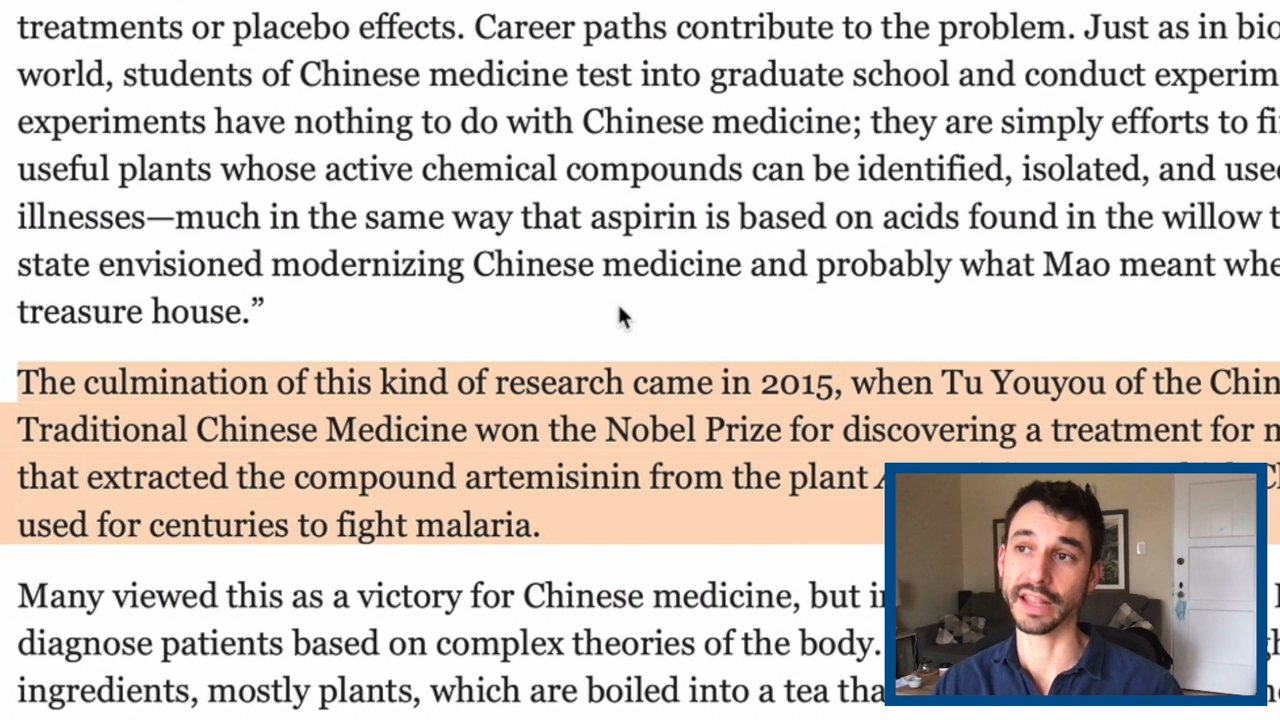 treatments or placebo effects. Career paths contribute to the problem. Just as in
world, students of Chinese medicine test into graduate school and conduct
experiments have nothing to do with Chinese medicine; they are simply efforts to
useful plants whose active chemical compounds can be identified, isolated, and
illnesses—much in the same way that aspirin is based on acids found in the willow
state envisioned modernizing Chinese medicine and probably what Mao meant
treasure house.”
The culmination of this kind of research came in 2015, when Tu Youyou of the
Traditional Chinese Medicine won the Nobel Prize for discovering a treatment for
that extracted the compound artemisinin from the plant
used for centuries to fight malaria.
Many viewed this as a victory for Chinese medicine, but
diagnose patients based on complex theories of the body.
ingredients, mostly plants, which are boiled into a tea